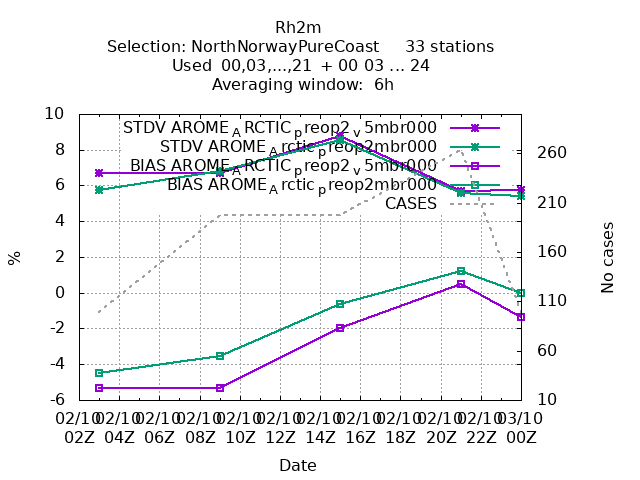 Rh2m
Selection: NorthNorwayPureCoast 33 stations
Used 00,03,...,21 + 00 03 ... 24
Averaging window: 6h
STDV AROME_ARCTIC_preop2_v5mbr000
STDV AROME_Arctic_preop2mbr000
BIAS AROME_ARCTIC_preop2_v5mbr000
BIAS AROME_Arctic_preop2mbr000
CASES
10
8
6
4
2
0
-2
-4
-6
%
260
210
160
110
60
10
No cases
02/10 02/10 02/10 02/10 02/10 02/10 02/10 02/10 02/10 02/10 02/10 03/10
02Z 04Z 06Z 08Z 10Z 12Z 14Z 16Z 18Z 20Z 22Z 00Z
Date